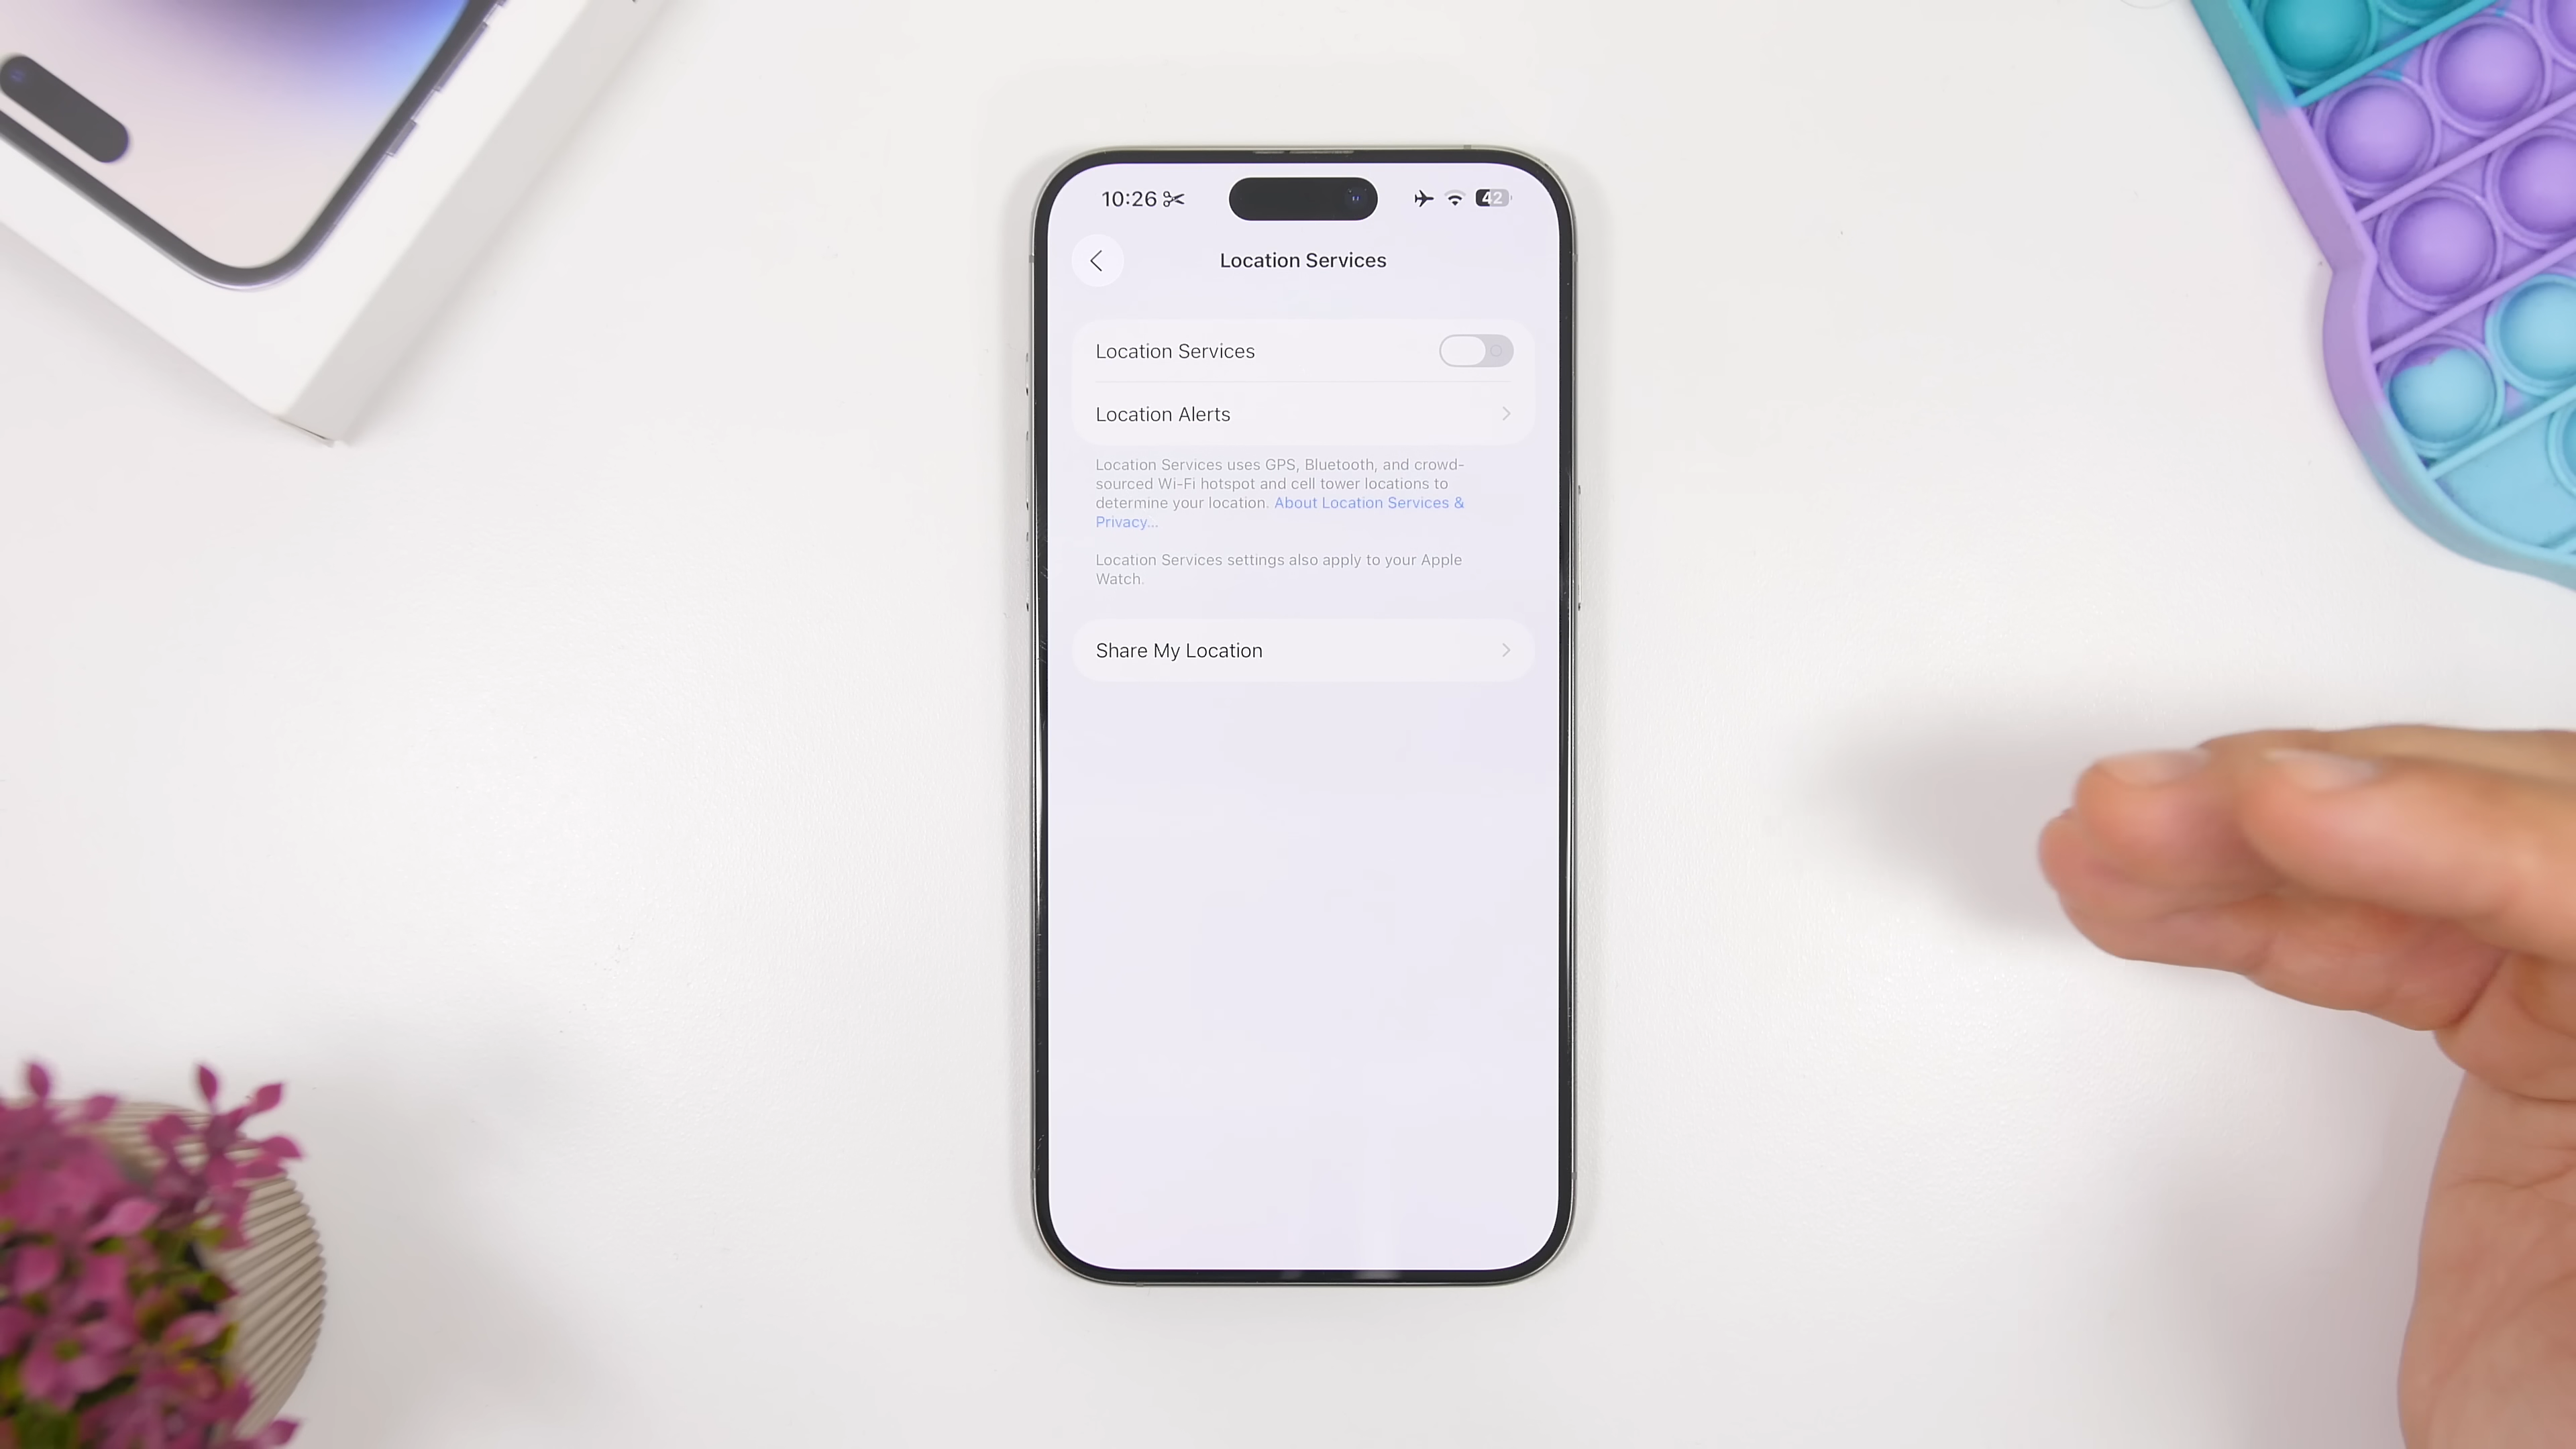 10:26
42
Location Services
Location Services
Location Alerts
Location Services uses GPS, Bluetooth, and crowd-
sourced Wi-Fi hotspot and cell tower locations to
determine your location. About Location Services &
Privacy...
Location Services settings also apply to your Apple
Watch.
Share My Location